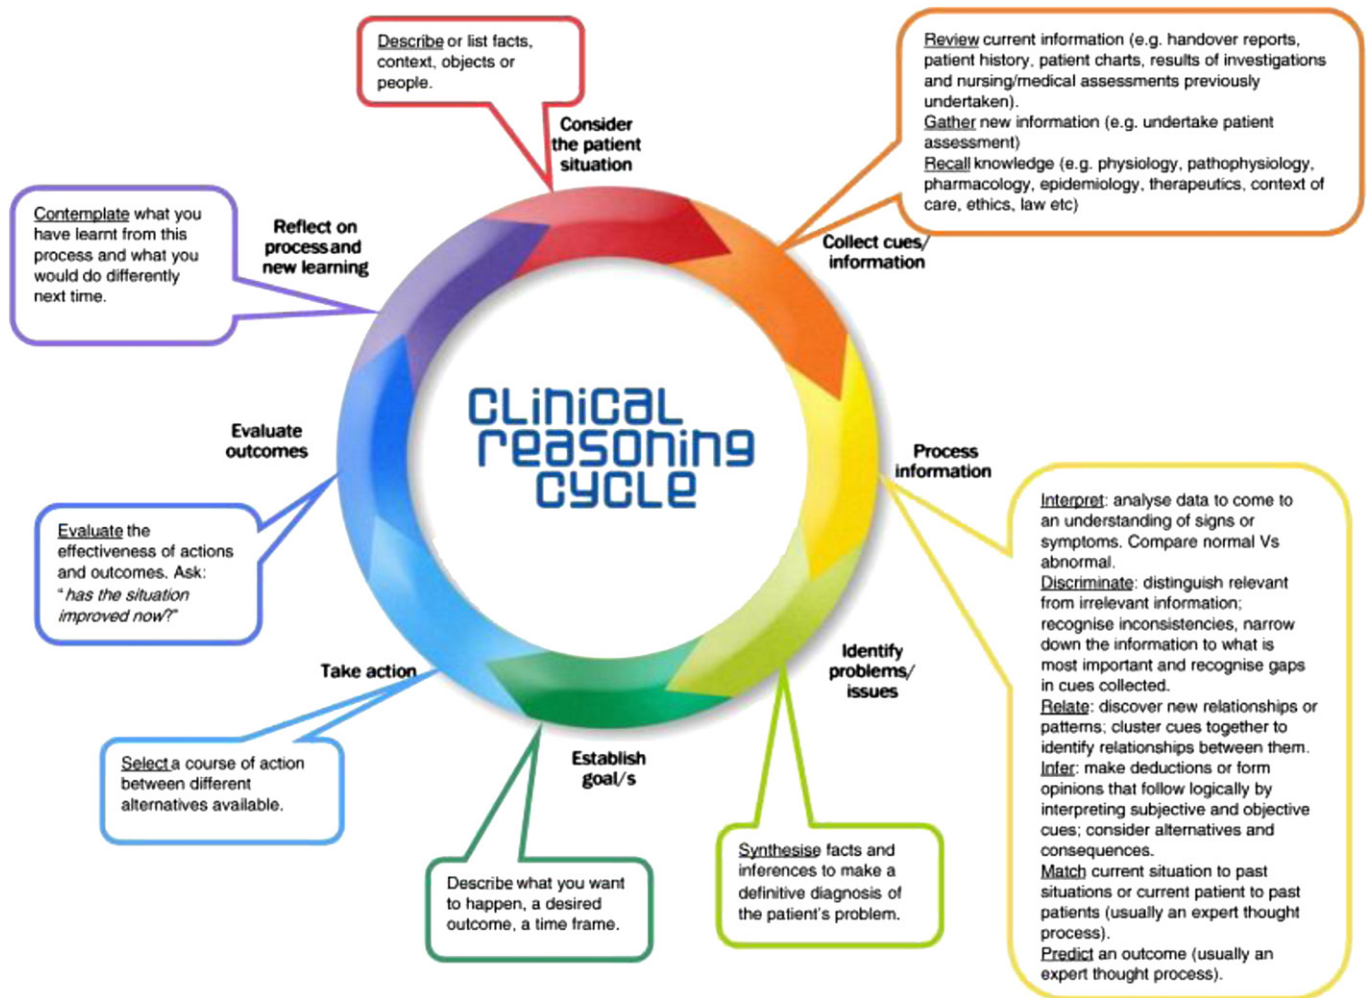 Describe or list facts,
context, objects or
people.
Consider
the patient
situation
Review current information (e.g. handover reports,
patient history, patient charts, results of investigations
and nursing/medical assessments previously
undertaken).
Gather new information (e.g. undertake patient
assessment)
Recall knowledge (e.g. physiology, pathophysiology,
pharmacology, epidemiology, therapeutics, context of
care, ethics, law etc)
Collect cues/
information
Process
information
Interpret: analyse data to come to
an understanding of signs or
symptoms. Compare normal Vs
abnormal.
Discriminate: distinguish relevant
from irrelevant information;
recognise inconsistencies, narrow
down the information to what is
most important and recognise gaps
in cues collected.
Relate: discover new relationships or
patterns; cluster cues together to
identify relationships between them.
Infer: make deductions or form
opinions that follow logically by
interpreting subjective and objective
cues; consider alternatives and
consequences.
Match current situation to past
situations or current patient to past
patients (usually an expert thought
process).
Predict an outcome (usually an
expert thought process).
Identify
problems/
issues
Synthesise facts and
inferences to make a
definitive diagnosis of
the patient's problem.
Establish
goal/s
Describe what you want
to happen, a desired
outcome, a time frame.
Take action
Select a course of action
between different
alternatives available.
Evaluate
outcomes
Evaluate the
effectiveness of actions
and outcomes. Ask:
"has the situation
improved now?"
Reflect on
process and
new learning
Contemplate what you
have learnt from this
process and what you
would do differently
next time.
CLiNiCaL
reasoning
CYCLe